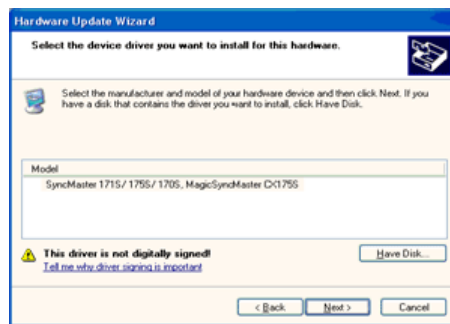 Hardware Update Wizard
Select the device driver you want to install for this hardware.
Select the manufacturer and model of your hardware device and then click Next. If you
have a disk that contains the driver you want to install, click Have Disk.
Model
SyncMaster 171S/ 175S/ 170S, MagicSyncMaster CX175S
This driver is not digitally signed!
Have Disk...
Tell me why driver signing is important
< Back
Next >
Cancel